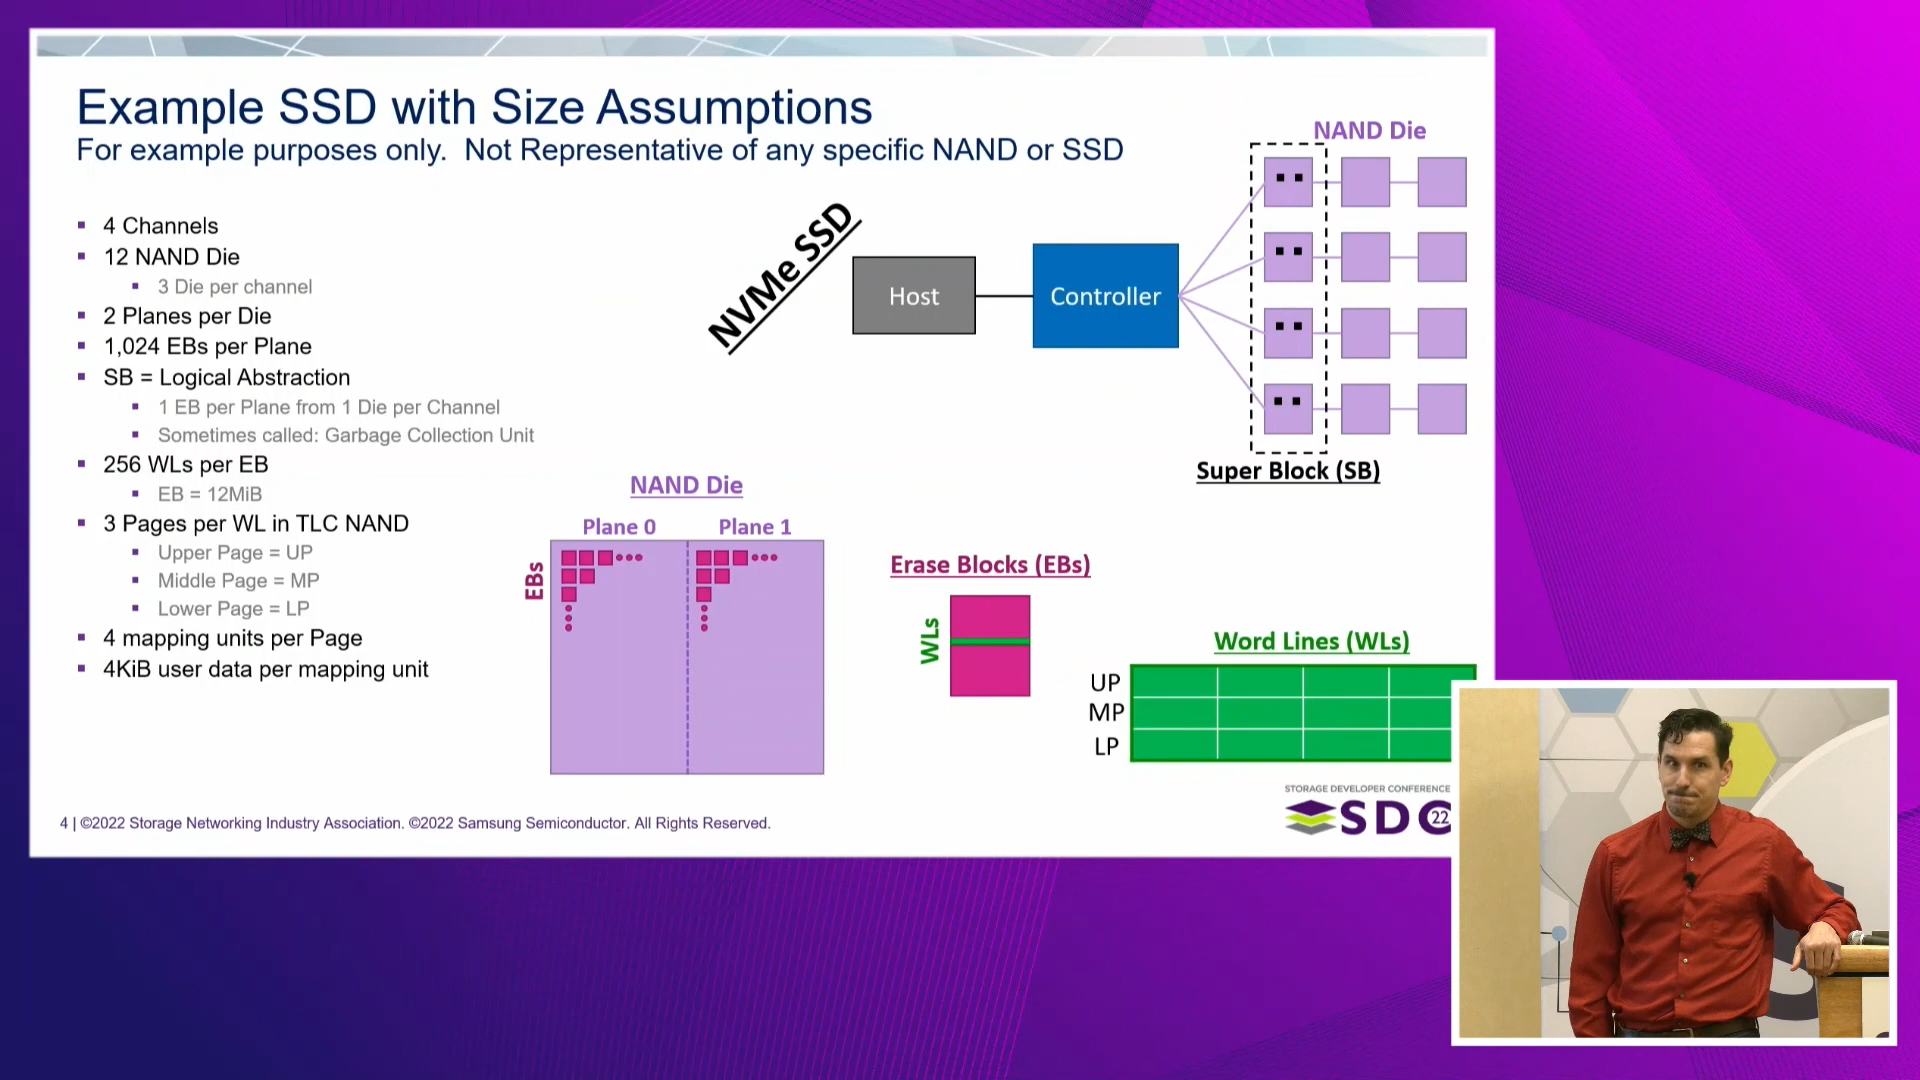 Example SSD with Size Assumptions
For example purposes only. Not Representative of any specific NAND or SSD
▪ 4 Channels
▪ 12 NAND Die
▪ 3 Die per channel
▪ 2 Planes per Die
▪ 1,024 EBs per Plane
▪ SB = Logical Abstraction
▪ 1 EB per Plane from 1 Die per Channel
▪ Sometimes called: Garbage Collection Unit
▪ 256 WLs per EB
▪ EB = 12MiB
▪ 3 Pages per WL in TLC NAND
▪ Upper Page = UP
▪ Middle Page = MP
▪ Lower Page = LP
▪ 4 mapping units per Page
▪ 4KiB user data per mapping unit
NVMe SSD
Host
Controller
NAND Die
Super Block (SB)
NAND Die
Plane 0
Plane 1
EBs
Erase Blocks (EBs)
WLs
Word Lines (WLs)
UP
MP
LP
4 | ©2022 Storage Networking Industry Association. ©2022 Samsung Semiconductor. All Rights Reserved.
STORAGE DEVELOPER CONFERENCE
SDC 22